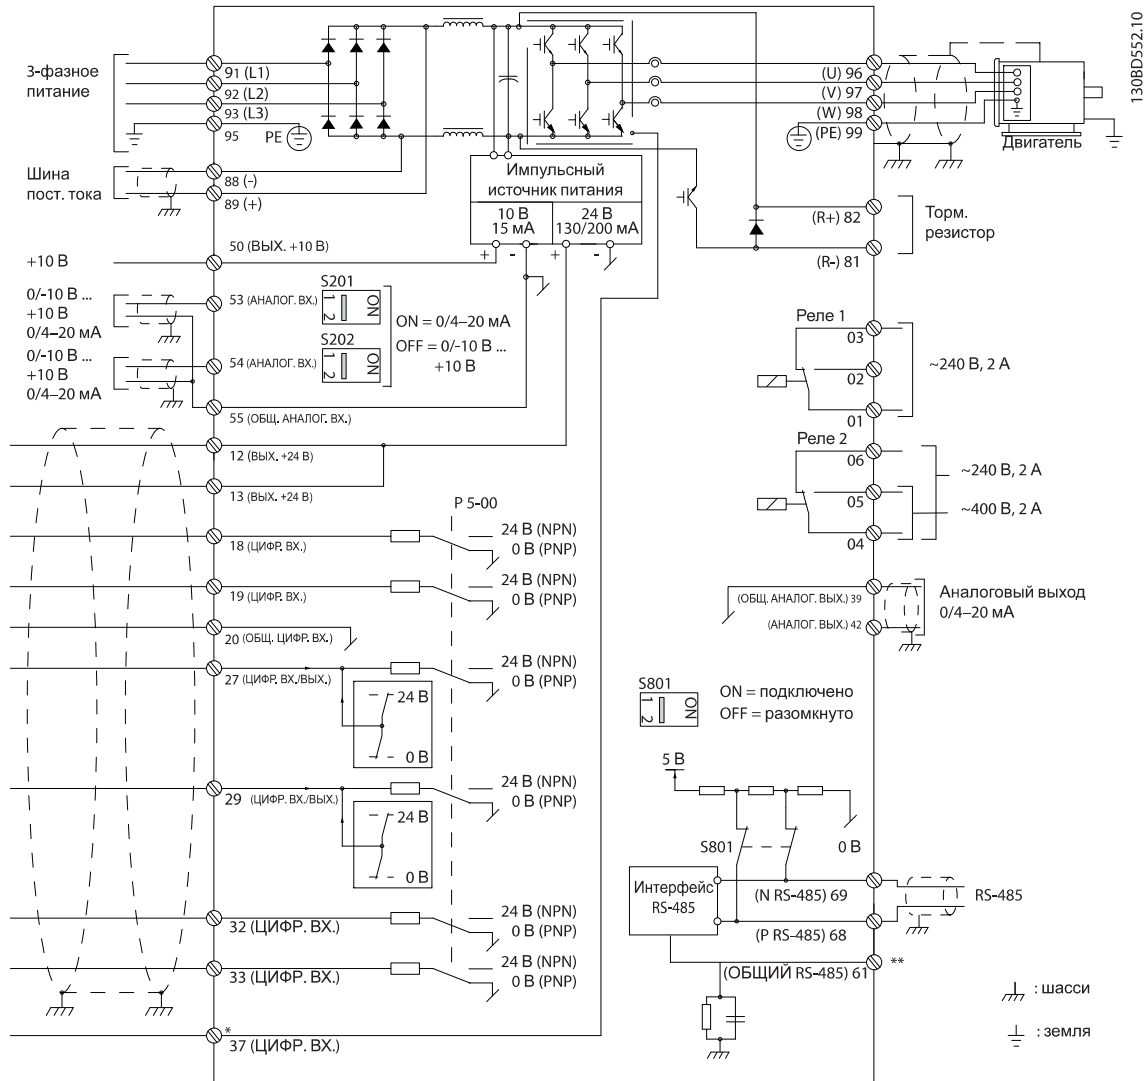 130BD552.10
3-фазное
питание
91 (L1)
92 (L2)
93 (L3)
95
PE
Шина
пост. тока
88 (-)
89 (+)
Импульсный
источник питания
10 В
15 мА
24 В
130/200 мА
+ - + -
(U) 96
(V) 97
(W) 98
(PE) 99
Двигатель
(R+) 82
(R-) 81
Торм.
резистор
+10 В
50 (ВЫХ. +10 В)
0/-10 В ...
+10 В
0/4–20 мА
53 (АНАЛОГ. ВХ.)
S201
1 2
ON
0/-10 В...
+10 В
0/4–20 мА
54 (АНАЛОГ. ВХ.)
S202
1 2
ON
ON = 0/4–20 мА
OFF = 0/-10 В ...
+10 В
55 (ОБЩ. АНАЛОГ. ВХ.)
12 (ВЫХ. +24 В)
13 (ВЫХ. +24 В)
P 5-00
18 (ЦИФР. ВХ.)
24 В (NPN)
0 В (PNP)
19 (ЦИФР. ВХ.)
24 В (NPN)
0 В (PNP)
20 (ОБЩ. ЦИФР. ВХ.)
27 (ЦИФР. ВХ./ВЫХ.)
24 В (NPN)
0 В (PNP)
24 В
0 В
29 (ЦИФР. ВХ./ВЫХ.)
24 В (NPN)
0 В (PNP)
24 В
0 В
32 (ЦИФР. ВХ.)
24 В (NPN)
0 В (PNP)
33 (ЦИФР. ВХ.)
24 В (NPN)
0 В (PNP)
*
37 (ЦИФР. ВХ.)
Реле 1
03
02
01
~240 В, 2 А
Реле 2
06
05
04
~240 В, 2 А
~400 В, 2 А
(ОБЩ. АНАЛОГ. ВЫХ.) 39
(АНАЛОГ. ВЫХ.) 42
Аналоговый выход
0/4–20 мА
S801
1 2
ON
ON = подключено
OFF = разомкнуто
5 В
S801
0 В
Интерфейс
RS-485
(N RS-485) 69
(P RS-485) 68
(ОБЩИЙ RS-485) 61
**
RS-485
: шасси
: земля